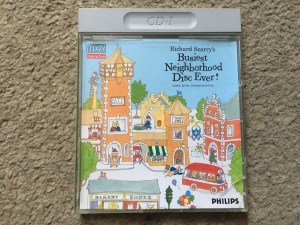 CD-I
Richard Scarry's
Busiest
Neighborhood
Disc Ever!
BAKERY
SHOES
PHILIPS